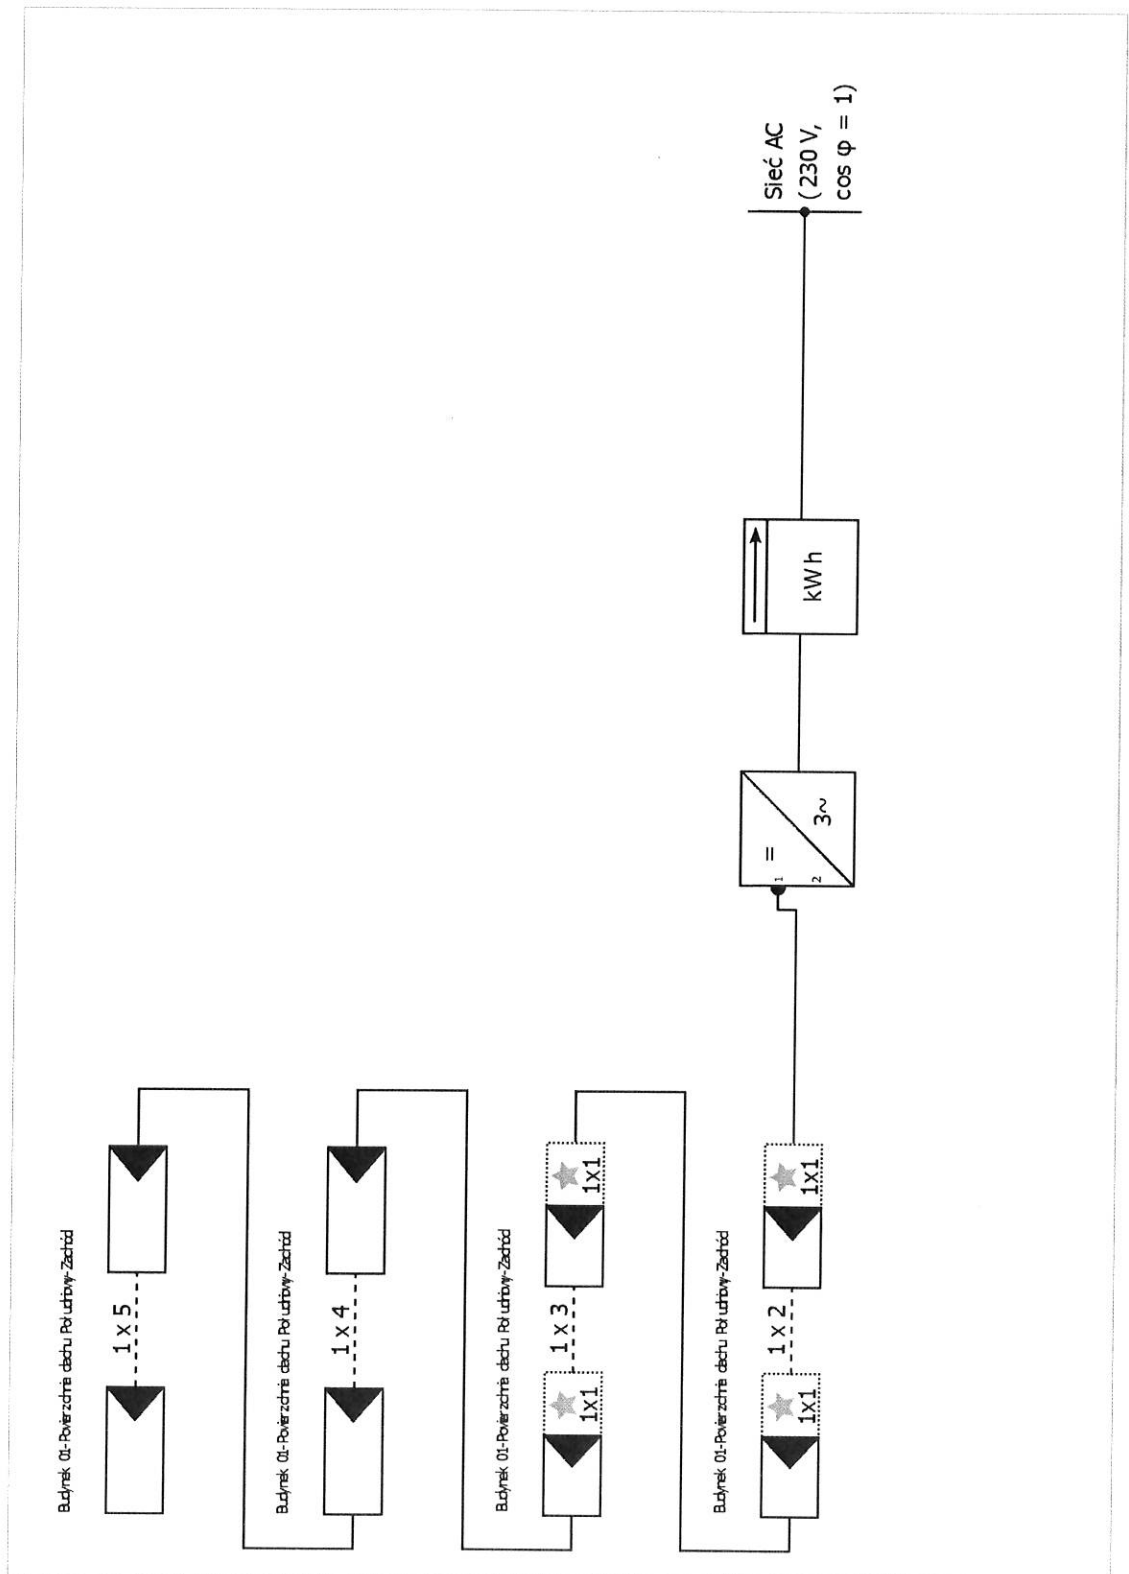 Budynek 01-Powierzchnia dachu Południowy-Zachód
1 x 5
Budynek 01-Powierzchnia dachu Południowy-Zachód
1 x 4
Budynek 01-Powierzchnia dachu Południowy-Zachód
1x1
1 x 3
1x1
Budynek 01-Powierzchnia dachu Południowy-Zachód
1x1
1 x 2
1x1
1
=
2
3~
kWh
Sieć AC
(230 V,
cos φ = 1)